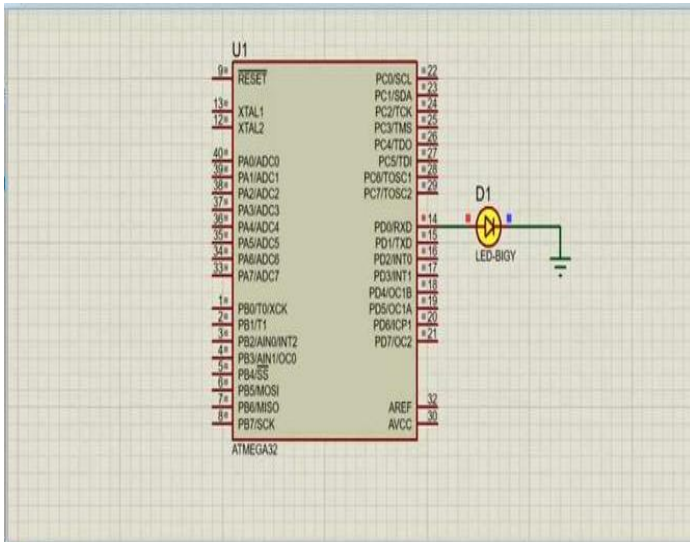 U1
9 RESET
13 XTAL1
12 XTAL2
40 PA0/ADC0
39 PA1/ADC1
38 PA2/ADC2
37 PA3/ADC3
36 PA4/ADC4
35 PA5/ADC5
34 PA6/ADC6
33 PA7/ADC7
1 PB0/T0/XCK
2 PB1/T1
3 PB2/AIN0/INT2
4 PB3/AIN1/OC0
5 PB4/SS
6 PB5/MOSI
7 PB6/MISO
8 PB7/SCK
PC0/SCL 22
PC1/SDA 23
PC2/TCK 24
PC3/TMS 25
PC4/TDO 26
PC5/TDI 27
PC6/TOSC1 28
PC7/TOSC2 29
PD0/RXD 14
PD1/TXD 15
PD2/INT0 16
PD3/INT1 17
PD4/OC1B 18
PD5/OC1A 19
PD6/ICP1 20
PD7/OC2 21
AREF 32
AVCC 30
ATMEGA32
D1
LED-BIGY